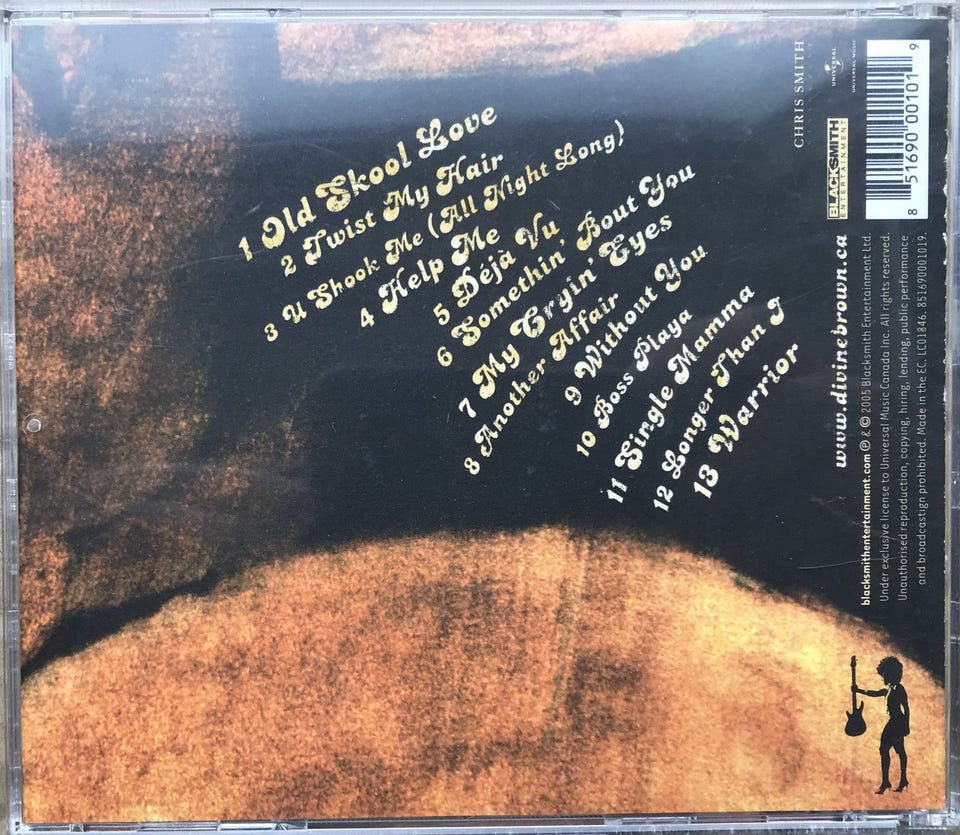 1 Old Skool Love
2 Twist My Hair
3 U Shook Me (All Night Long)
4 Help Me
5 Déjà Vu
6 Somethin' Bout You
7 My Cryin' Eyes
8 Another Affair
9 Without You
10 Boss Playa
11 Single Mamma
12 Longer Than I
13 Warrior
CHRIS SMITH
UNIVERSAL
UNIVERSAL MUSIC
BLACKSMITH
ENTERTAINMENT
8 51690 00101 9
www.divinebrown.ca
blacksmithentertainment.com ℗ & © 2005 Blacksmith Entertainment Ltd.
Under exclusive license to Universal Music Canada Inc. All rights reserved.
Unauthorised reproduction, copying, hiring, lending, public performance
and broadcastign prohibited. Made in the EC. LC01846. 851690001019.